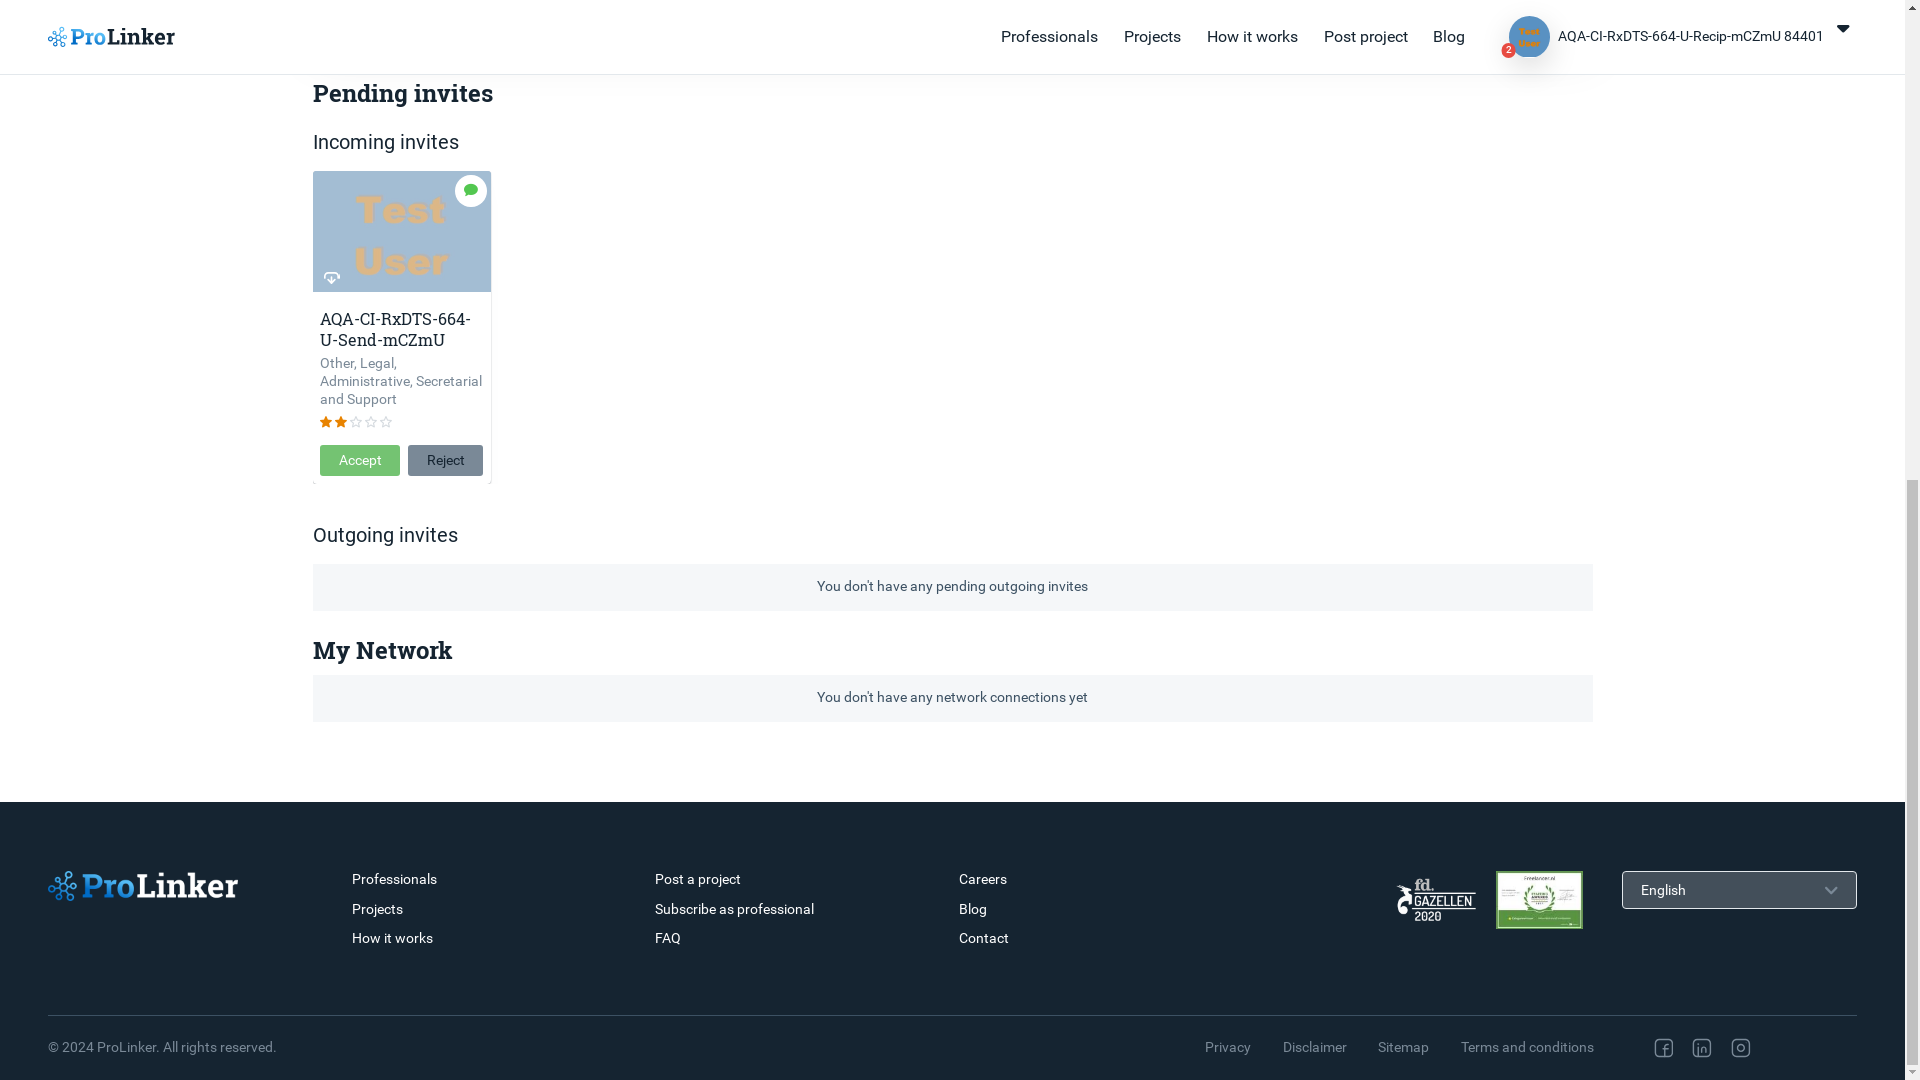 ProLinker
Professionals
Projects
How it works
Post project
Blog
2
Test
User
AQA-CI-RxDTS-664-U-Recip-mCZmU 84401
Pending invites
Incoming invites
Test
User
AQA-CI-RxDTS-664-
U-Send-mCZmU
Other, Legal,
Administrative, Secretarial
and Support
Accept
Reject
Outgoing invites
You don't have any pending outgoing invites
My Network
You don't have any network connections yet
ProLinker
Professionals
Projects
How it works
Post a project
Subscribe as professional
FAQ
Careers
Blog
Contact
fd.
GAZELLEN
2020
Freelancer.nl
English
© 2024 ProLinker. All rights reserved.
Privacy
Disclaimer
Sitemap
Terms and conditions